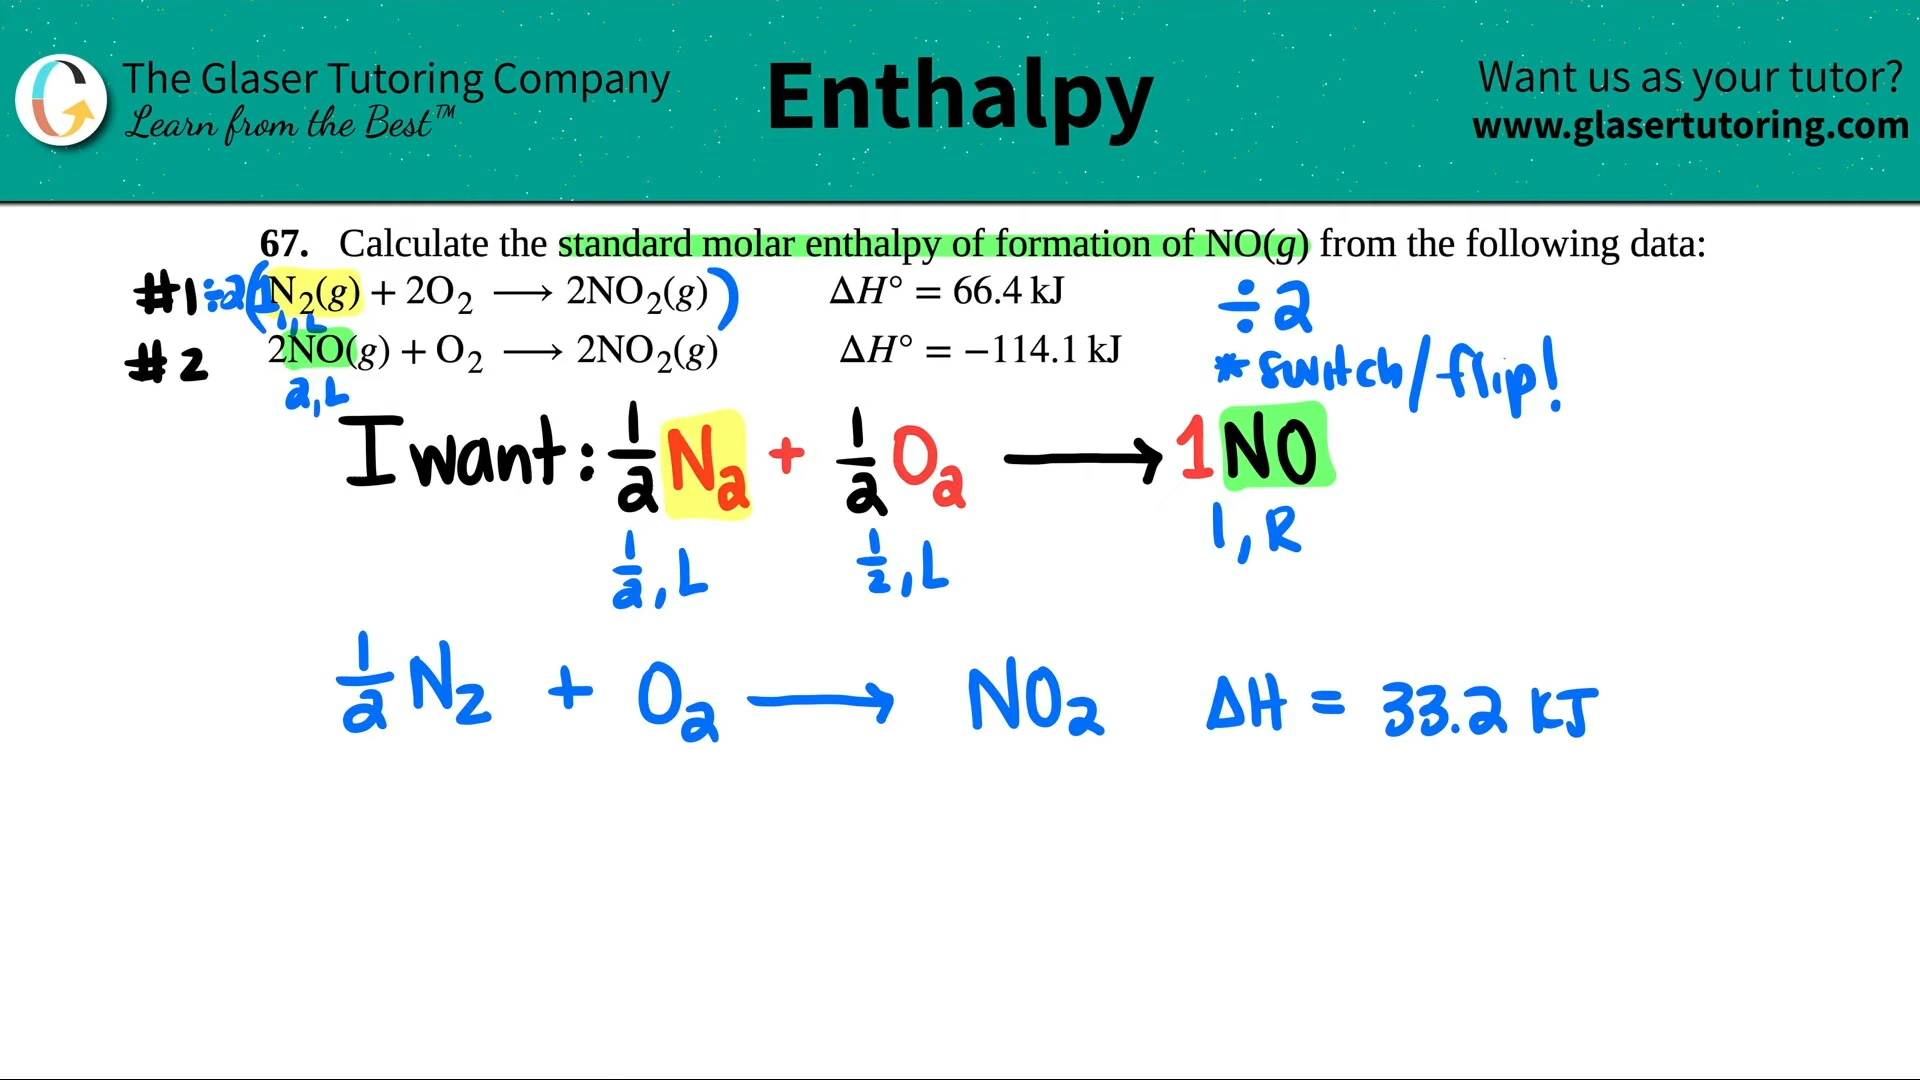 The Glaser Tutoring Company
Learn from the Best™
Enthalpy
Want us as your tutor?
www.glasertutoring.com
67. Calculate the standard molar enthalpy of formation of NO(g) from the following data:
#1 ÷2 (1 N₂(g) + 2O₂ ⟶ 2NO₂(g)) ΔH° = 66.4 kJ ÷2
1, L
#2 2NO(g) + O₂ ⟶ 2NO₂(g) ΔH° = −114.1 kJ *switch/flip!
2, L
I want: 1/2 N₂ + 1/2 O₂ ⟶ 1 NO
1/2, L 1/2, L 1, R
1/2 N₂ + O₂ ⟶ NO₂ ΔH = 33.2 KJ